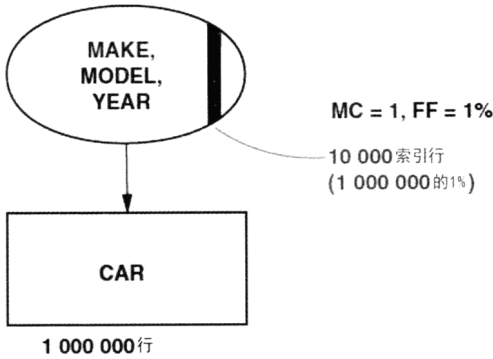 MAKE,
MODEL,
YEAR
MC = 1, FF = 1%
10 000索引行
(1 000 000的1%)
CAR
1 000 000行